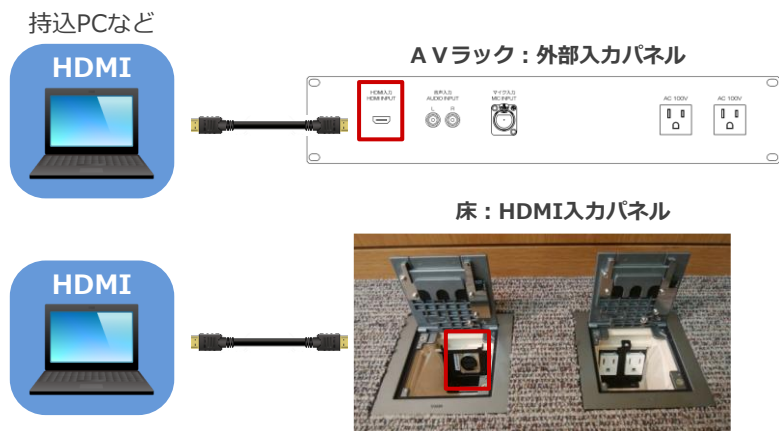 持込PCなど
HDMI
ＡＶラック：外部入力パネル
HDMI入力
HDMI INPUT
音声入力
AUDIO INPUT
L R
マイク入力
MIC INPUT
AC 100V
AC 100V
床：HDMI入力パネル
HDMI